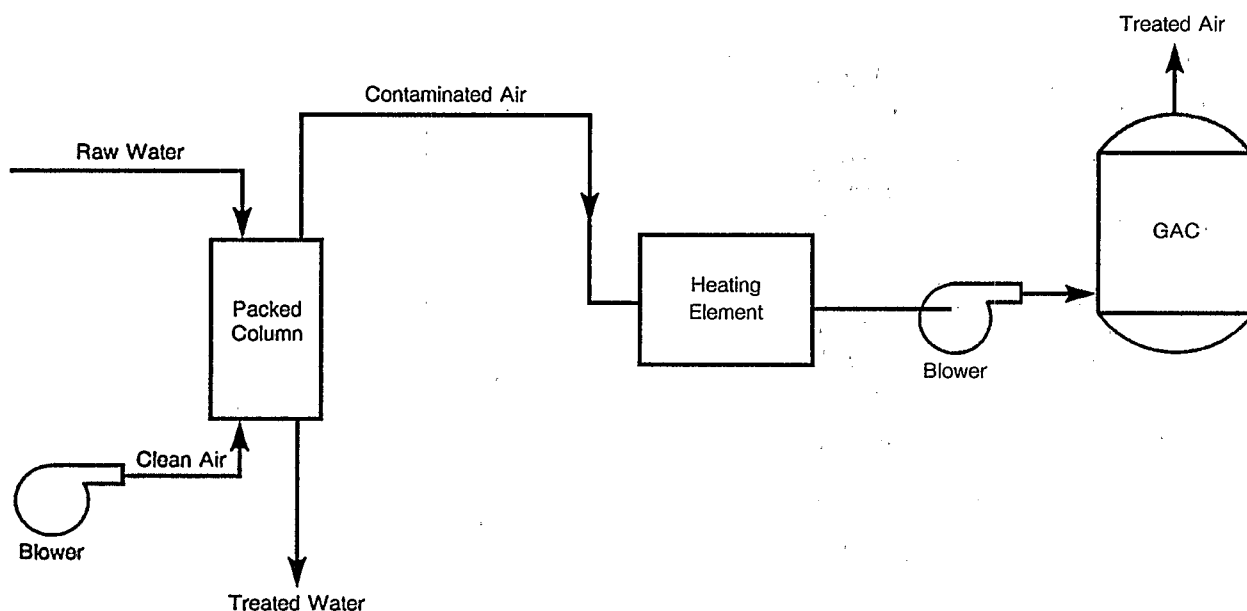 Treated Air
Contaminated Air
Raw Water
GAC
Heating
Element
Packed
Column
Blower
Clean Air
Blower
Treated Water